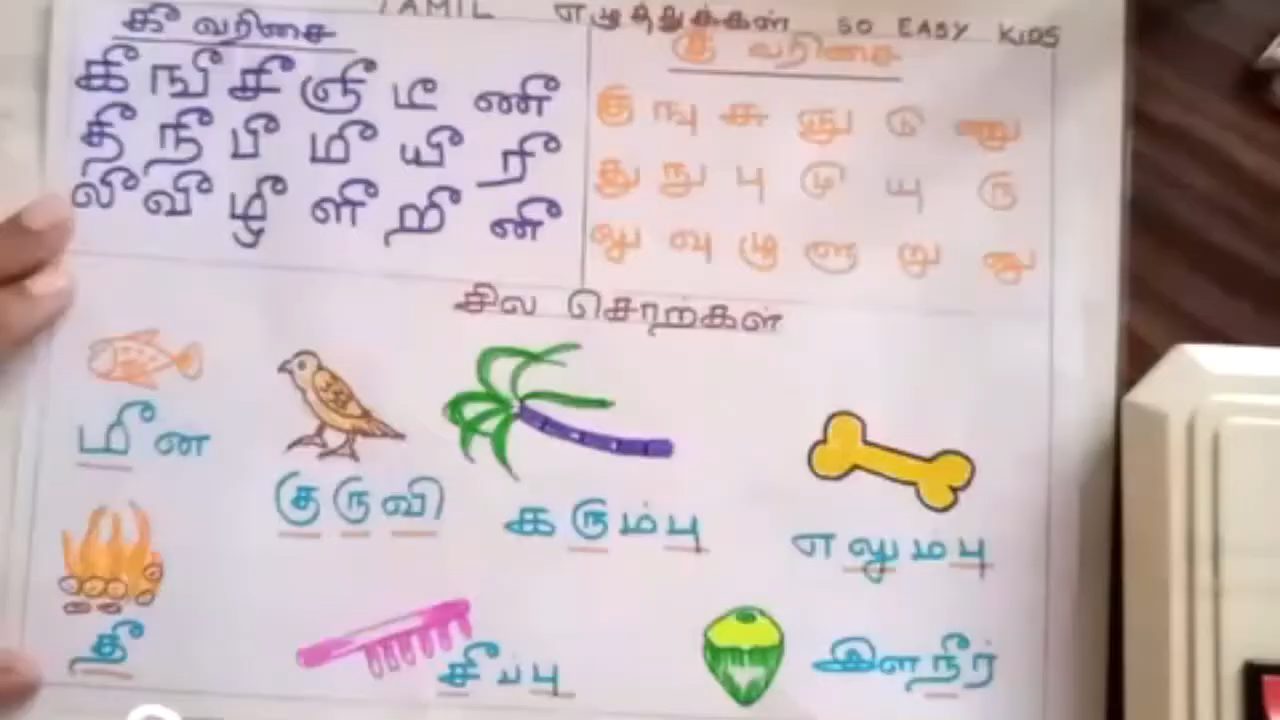 TAMIL எழுத்துக்கள் SO EASY KIDS
கீ வரிசை
கீ ஙீ சீ ஞீ டீ ணீ
தீ நீ பீ மீ யீ ரீ
லீ வீ ழீ ளீ றீ னீ
கு வரிசை
கு ஙு சு ஞு டு ணு
து நு பு மு யு ரு
லு வு ழு ளு று னு
சில சொற்கள்
மீன
குருவி
கரும்பு
எலும்பு
தீ
சீப்பு
இளநீர்